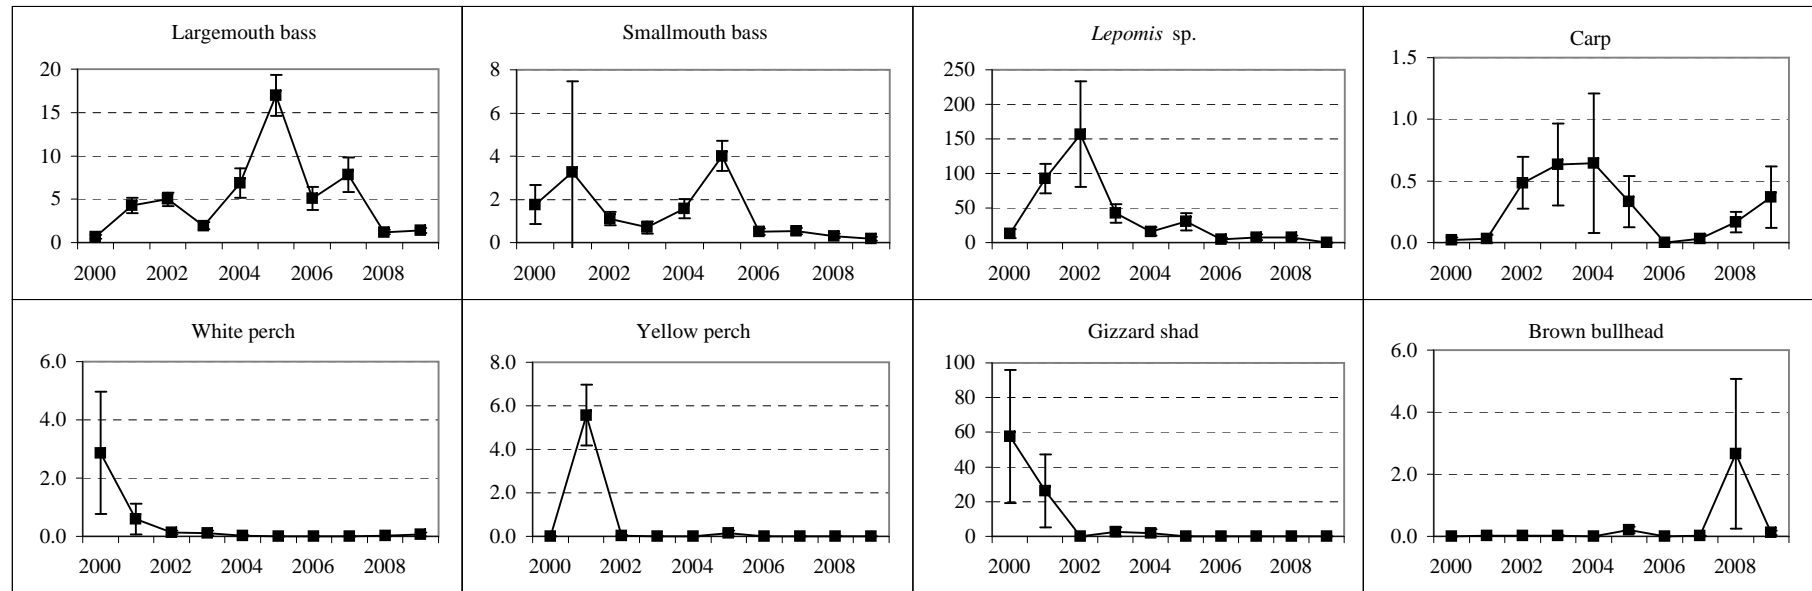 Largemouth bass
20
15
10
5
0
2000 2002 2004 2006 2008
Smallmouth bass
8
6
4
2
0
2000 2002 2004 2006 2008
Lepomis sp.
250
200
150
100
50
0
2000 2002 2004 2006 2008
Carp
1.5
1.0
0.5
0.0
2000 2002 2004 2006 2008
White perch
6.0
4.0
2.0
0.0
2000 2002 2004 2006 2008
Yellow perch
8.0
6.0
4.0
2.0
0.0
2000 2002 2004 2006 2008
Gizzard shad
100
80
60
40
20
0
2000 2002 2004 2006 2008
Brown bullhead
6.0
4.0
2.0
0.0
2000 2002 2004 2006 2008